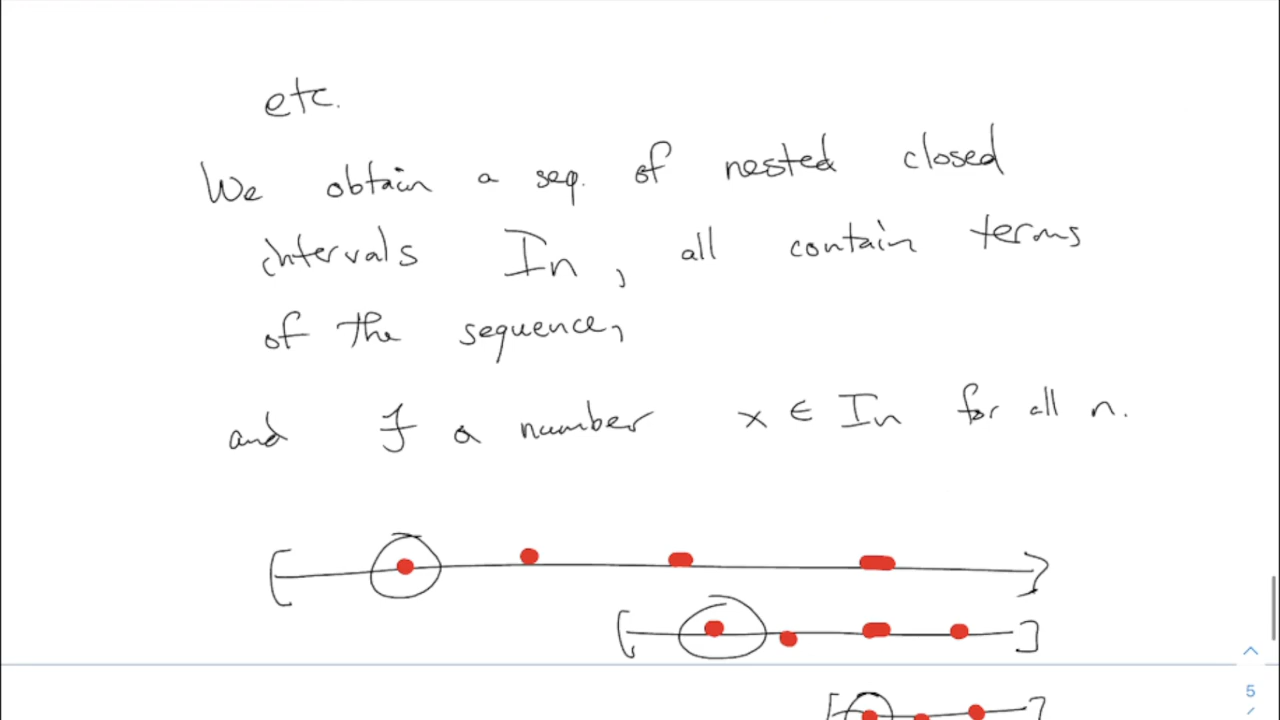 etc.
We obtain a seq. of nested closed
intervals In, all contain terms
of the sequence,
and ∃ a number x ∈ In for all n.
5